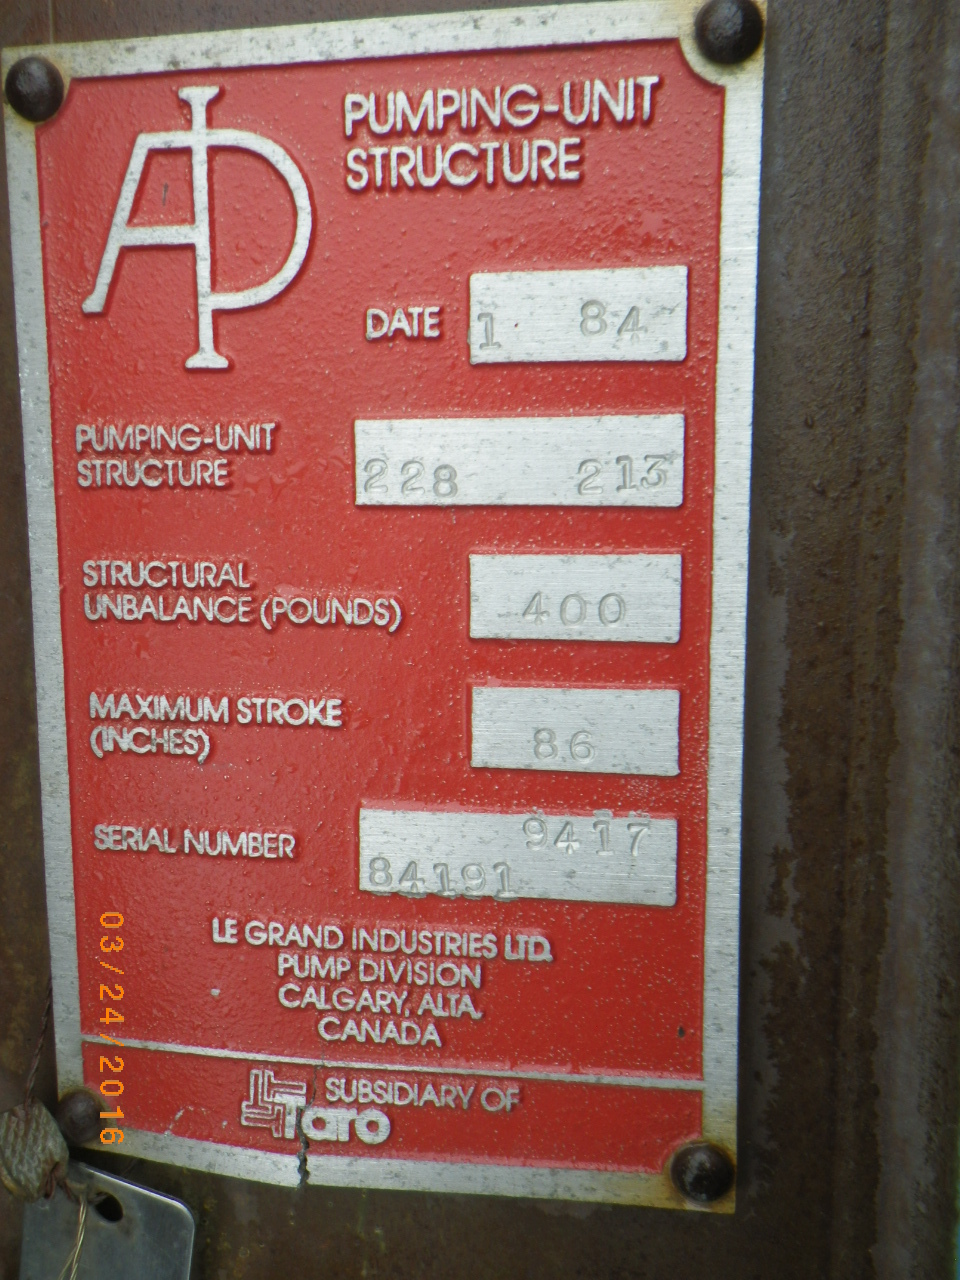 API
PUMPING-UNIT
STRUCTURE
DATE 1 84
PUMPING-UNIT
STRUCTURE
228 213
STRUCTURAL
UNBALANCE (POUNDS)
400
MAXIMUM STROKE
(INCHES)
86
SERIAL NUMBER
9417
84191
LE GRAND INDUSTRIES LTD.
PUMP DIVISION
CALGARY, ALTA.
CANADA
SUBSIDIARY OF
Taro
03/24/2016